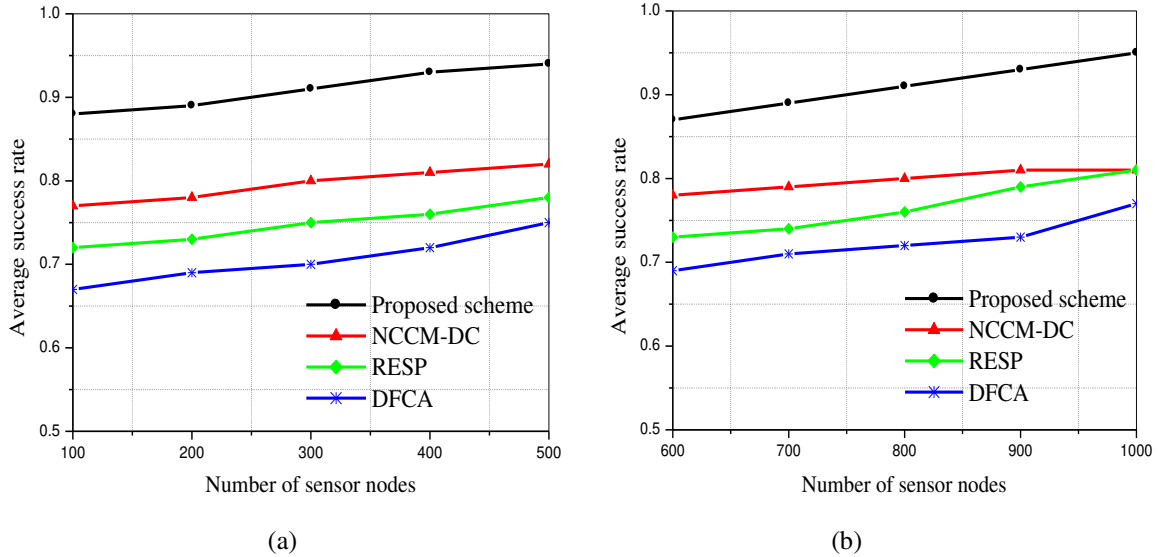 1.0
0.9
0.8
0.7
0.6
0.5
Average success rate
100 200 300 400 500
Number of sensor nodes
Proposed scheme
NCCM-DC
RESP
DFCA
(a)
1.0
0.9
0.8
0.7
0.6
0.5
Average success rate
600 700 800 900 1000
Number of sensor nodes
Proposed scheme
NCCM-DC
RESP
DFCA
(b)